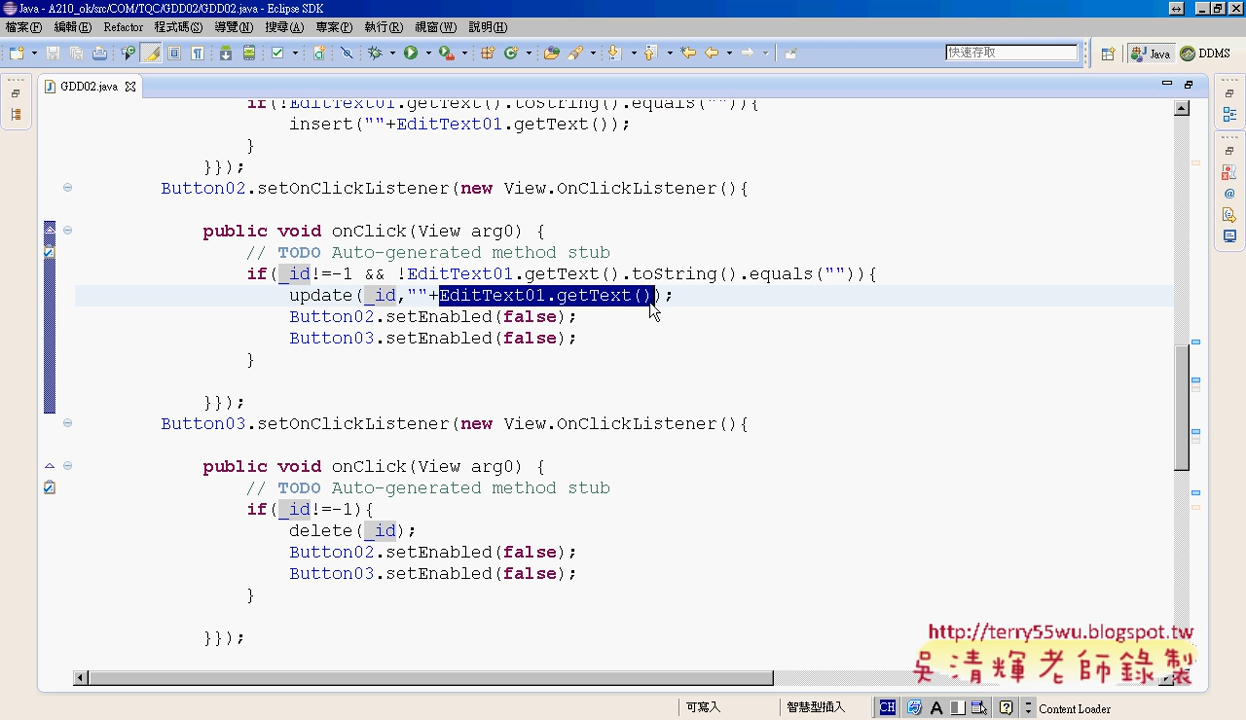 Java - A210_ok/src/COM/TQC/GDD02/GDD02.java - Eclipse SDK
檔案(F) 編輯(E) Refactor 程式碼(S) 導覽(N) 搜尋(A) 專案(P) 執行(R) 視窗(W) 說明(H)
快速存取 Java DDMS
GDD02.java
if(!EditText01.getText().toString().equals("")){
insert(""+EditText01.getText());
}
}});
Button02.setOnClickListener(new View.OnClickListener(){
public void onClick(View arg0) {
// TODO Auto-generated method stub
if(_id!=-1 && !EditText01.getText().toString().equals("")){
update(_id,""+EditText01.getText());
Button02.setEnabled(false);
Button03.setEnabled(false);
}
}});
Button03.setOnClickListener(new View.OnClickListener(){
public void onClick(View arg0) {
// TODO Auto-generated method stub
if(_id!=-1){
delete(_id);
Button02.setEnabled(false);
Button03.setEnabled(false);
}
}});
http://terry55wu.blogspot.tw
吳清輝老師錄製
可寫入 智慧型插入 CH A Content Loader